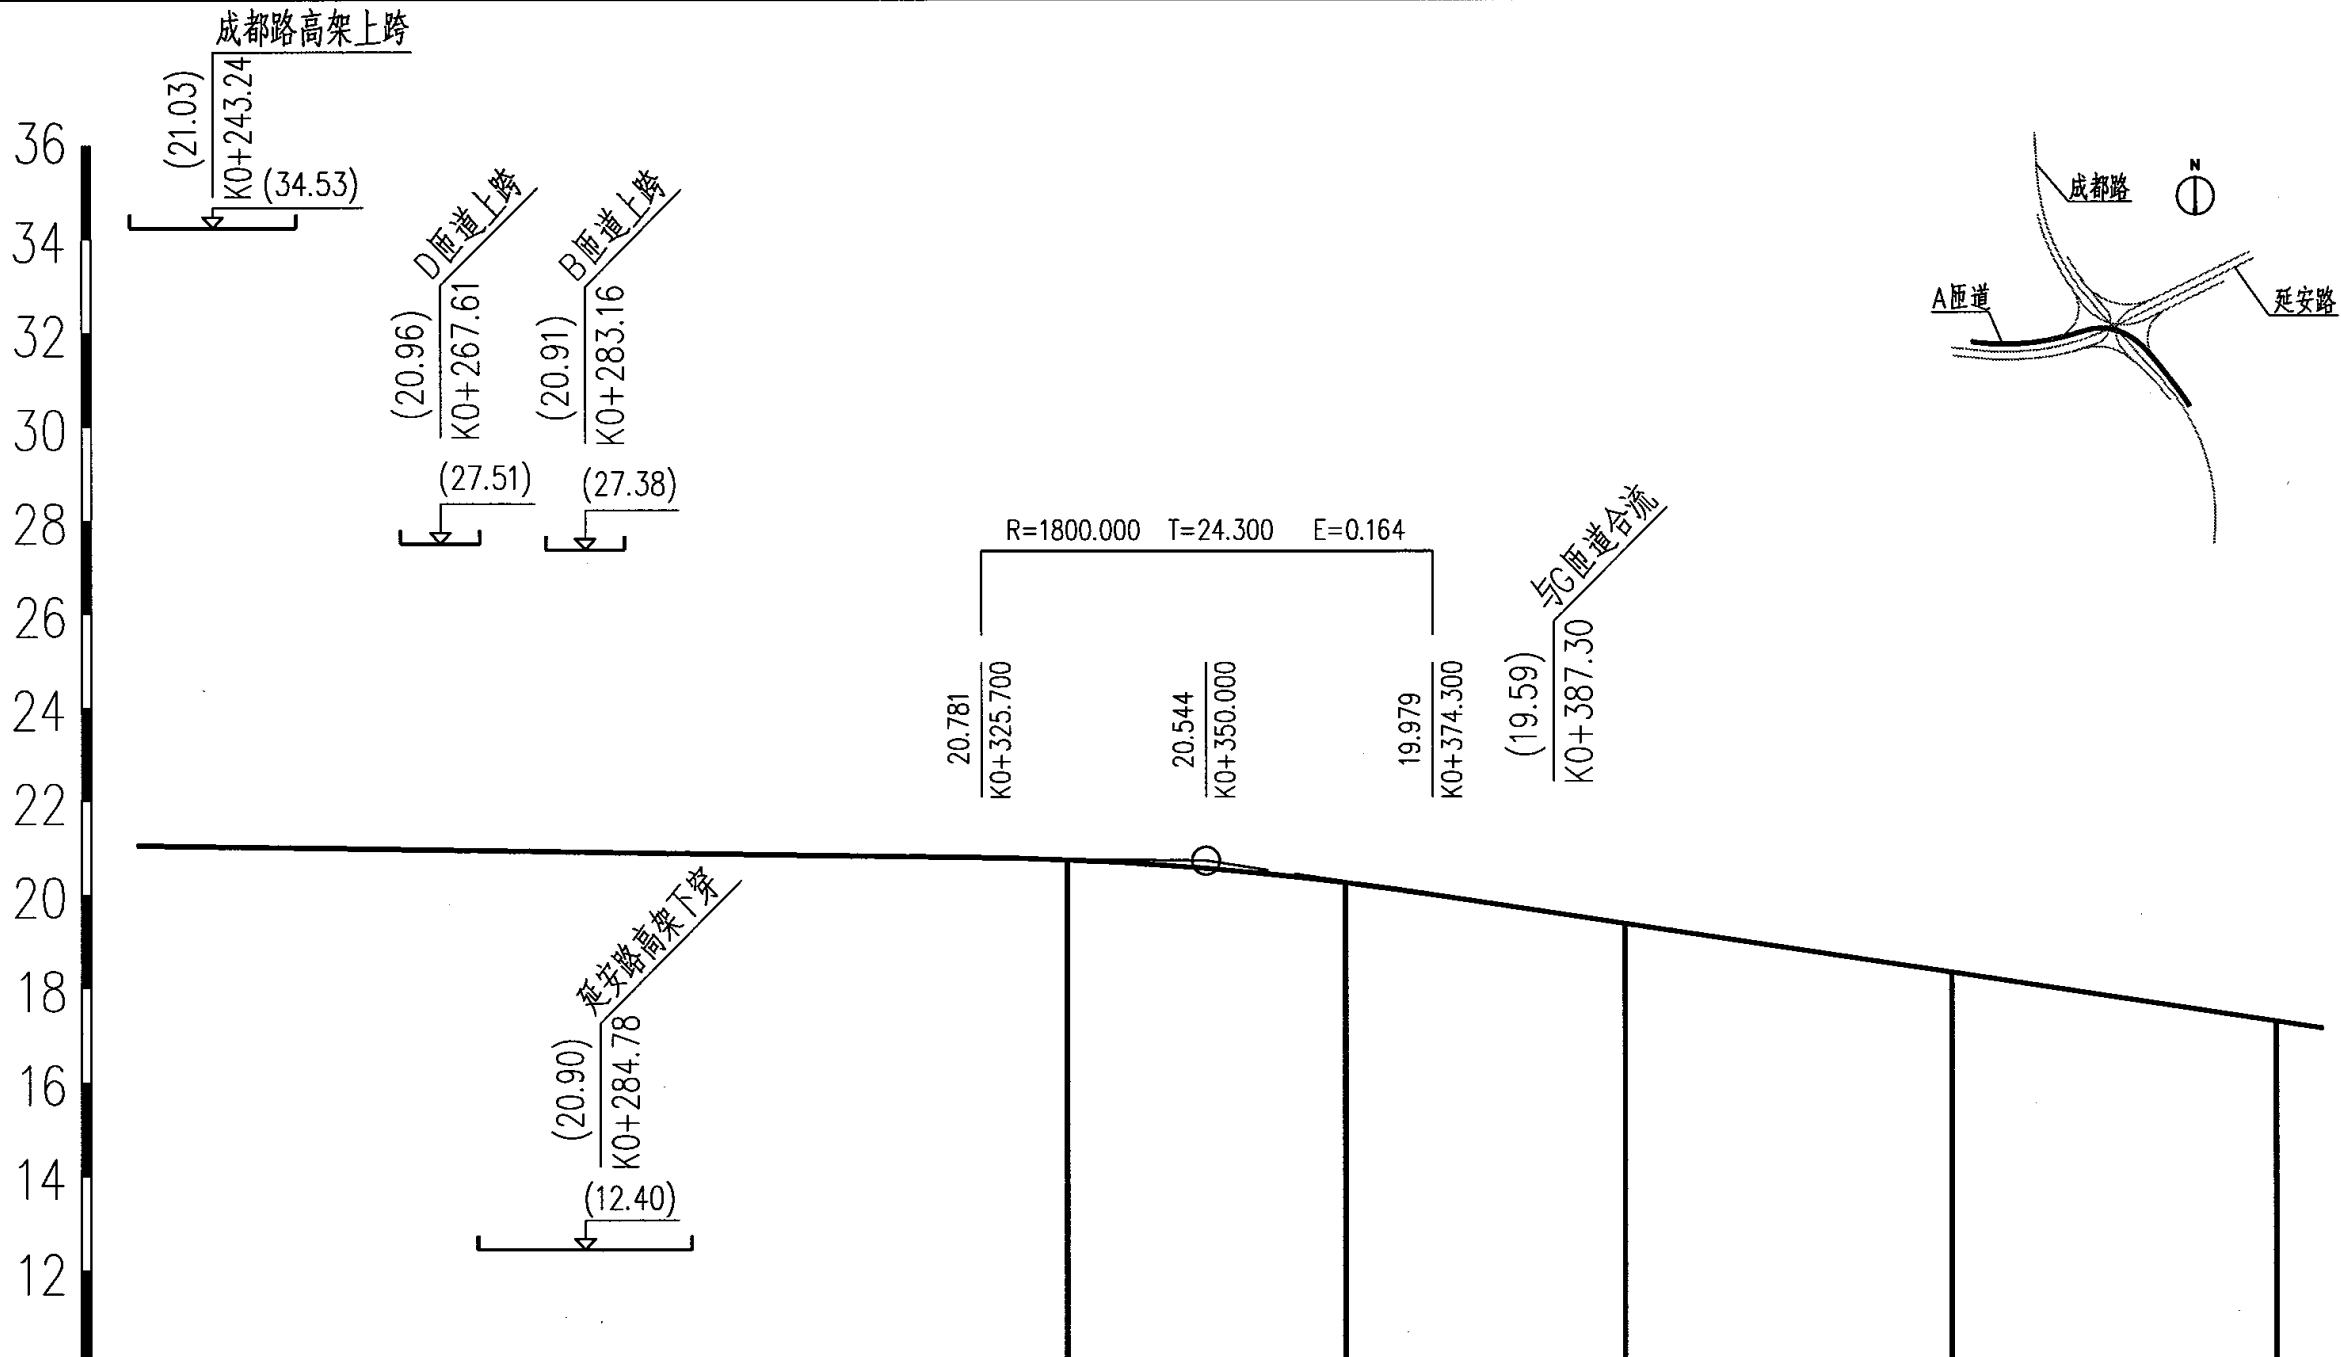 成都路高架上跨
(21.03)
K0+243.24
(34.53)
D匝道上跨
(20.96)
K0+267.61
(27.51)
B匝道上跨
(20.91)
K0+283.16
(27.38)
R=1800.000 T=24.300 E=0.164
20.781
K0+325.700
20.544
K0+350.000
19.979
K0+374.300
与G匝道合流
(19.59)
K0+387.30
延安路高架下穿
(20.90)
K0+284.78
(12.40)
N
成都路
A匝道
延安路
36
34
32
30
28
26
24
22
20
18
16
14
12